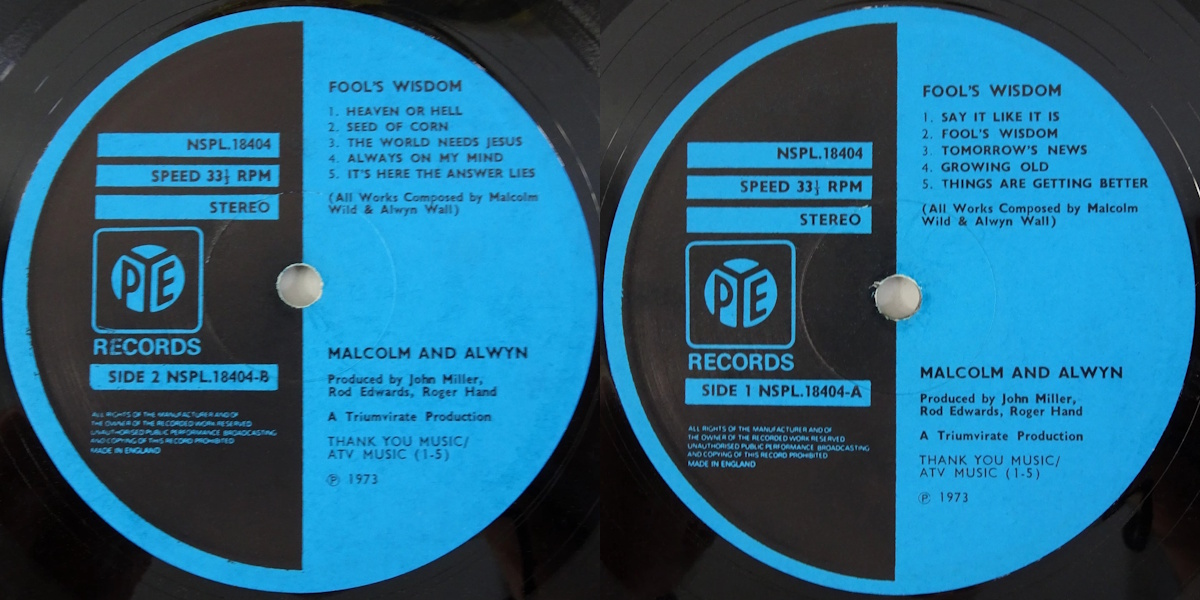 NSPL.18404
SPEED 33⅓ RPM
STEREO
PYE
RECORDS
SIDE 2 NSPL.18404-B
ALL RIGHTS OF THE MANUFACTURER AND OF
THE OWNER OF THE RECORDED WORK RESERVED
UNAUTHORISED PUBLIC PERFORMANCE BROADCASTING
AND COPYING OF THIS RECORD PROHIBITED
MADE IN ENGLAND
FOOL'S WISDOM
1. HEAVEN OR HELL
2. SEED OF CORN
3. THE WORLD NEEDS JESUS
4. ALWAYS ON MY MIND
5. IT'S HERE THE ANSWER LIES
(All Works Composed by Malcolm
Wild & Alwyn Wall)
MALCOLM AND ALWYN
Produced by John Miller,
Rod Edwards, Roger Hand
A Triumvirate Production
THANK YOU MUSIC/
ATV MUSIC (1-5)
℗ 1973
NSPL.18404
SPEED 33⅓ RPM
STEREO
PYE
RECORDS
SIDE 1 NSPL.18404-A
ALL RIGHTS OF THE MANUFACTURER AND OF
THE OWNER OF THE RECORDED WORK RESERVED
UNAUTHORISED PUBLIC PERFORMANCE BROADCASTING
AND COPYING OF THIS RECORD PROHIBITED
MADE IN ENGLAND
FOOL'S WISDOM
1. SAY IT LIKE IT IS
2. FOOL'S WISDOM
3. TOMORROW'S NEWS
4. GROWING OLD
5. THINGS ARE GETTING BETTER
(All Works Composed by Malcolm
Wild & Alwyn Wall)
MALCOLM AND ALWYN
Produced by John Miller,
Rod Edwards, Roger Hand
A Triumvirate Production
THANK YOU MUSIC/
ATV MUSIC (1-5)
℗ 1973